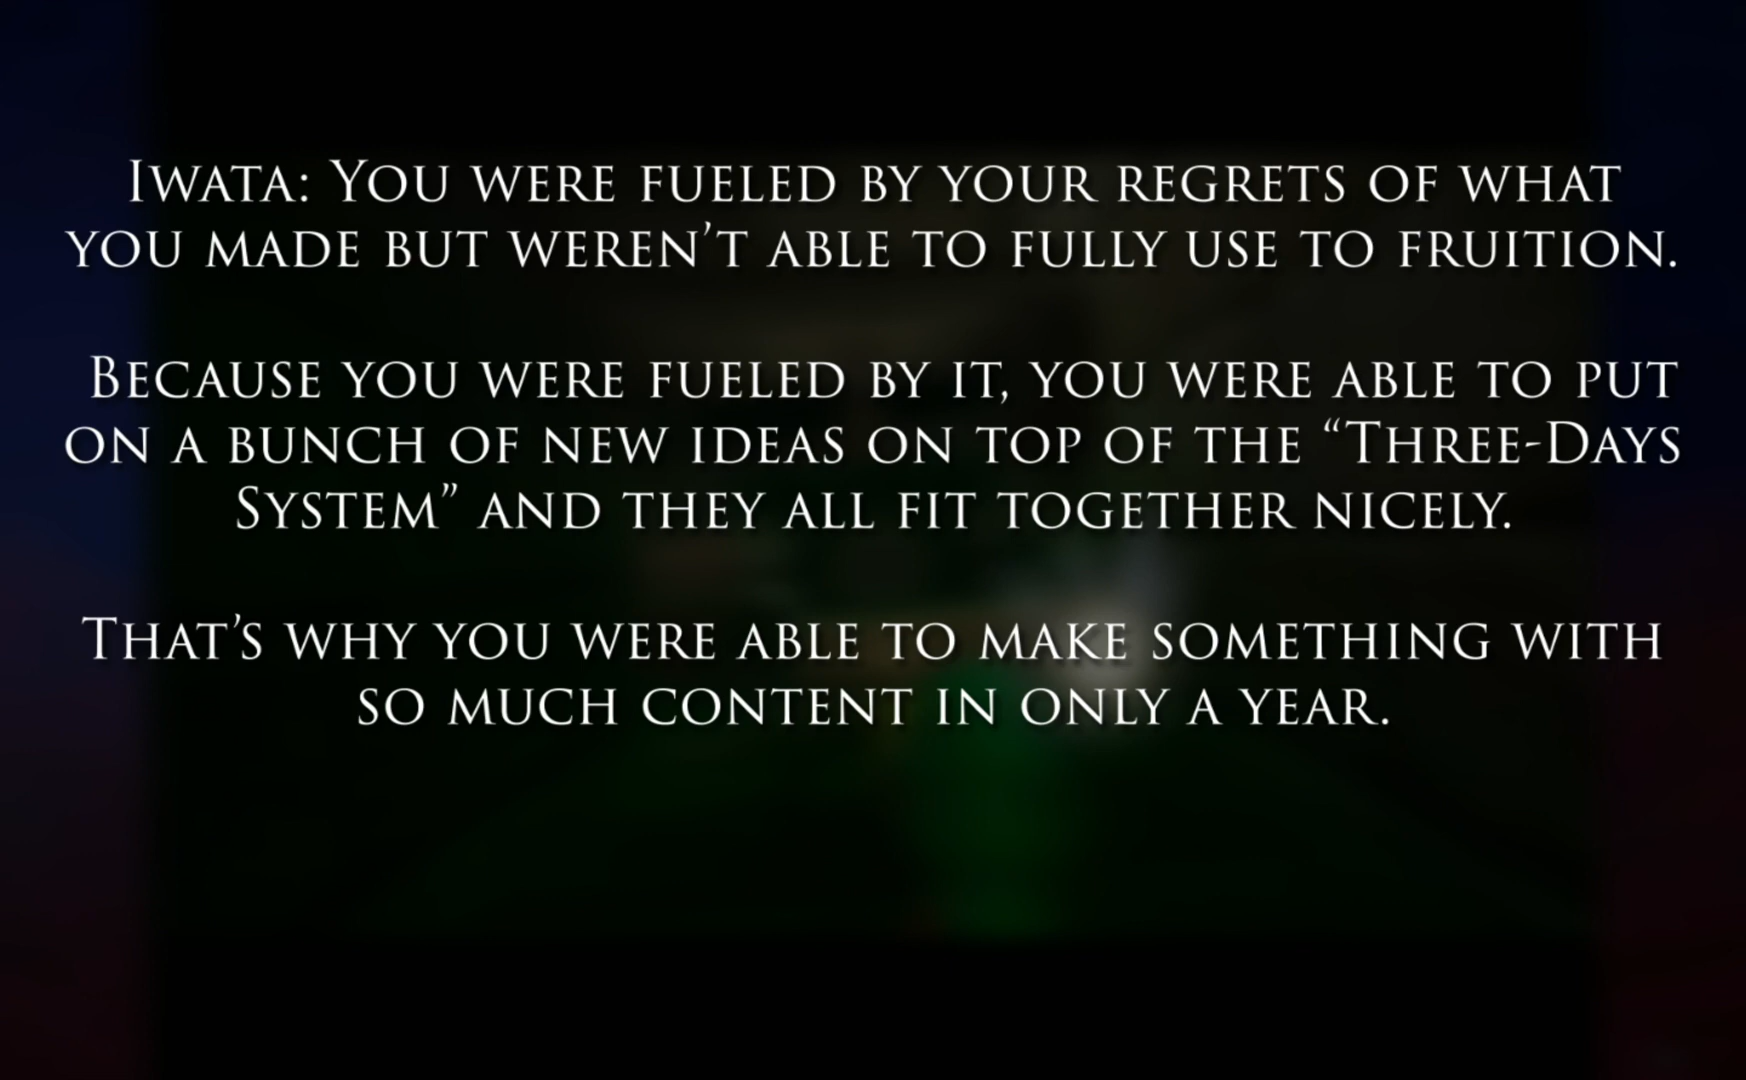 Iwata: You were fueled by your regrets of what
you made but weren’t able to fully use to fruition.
Because you were fueled by it, you were able to put
on a bunch of new ideas on top of the “Three-Days
System” and they all fit together nicely.
That’s why you were able to make something with
so much content in only a year.